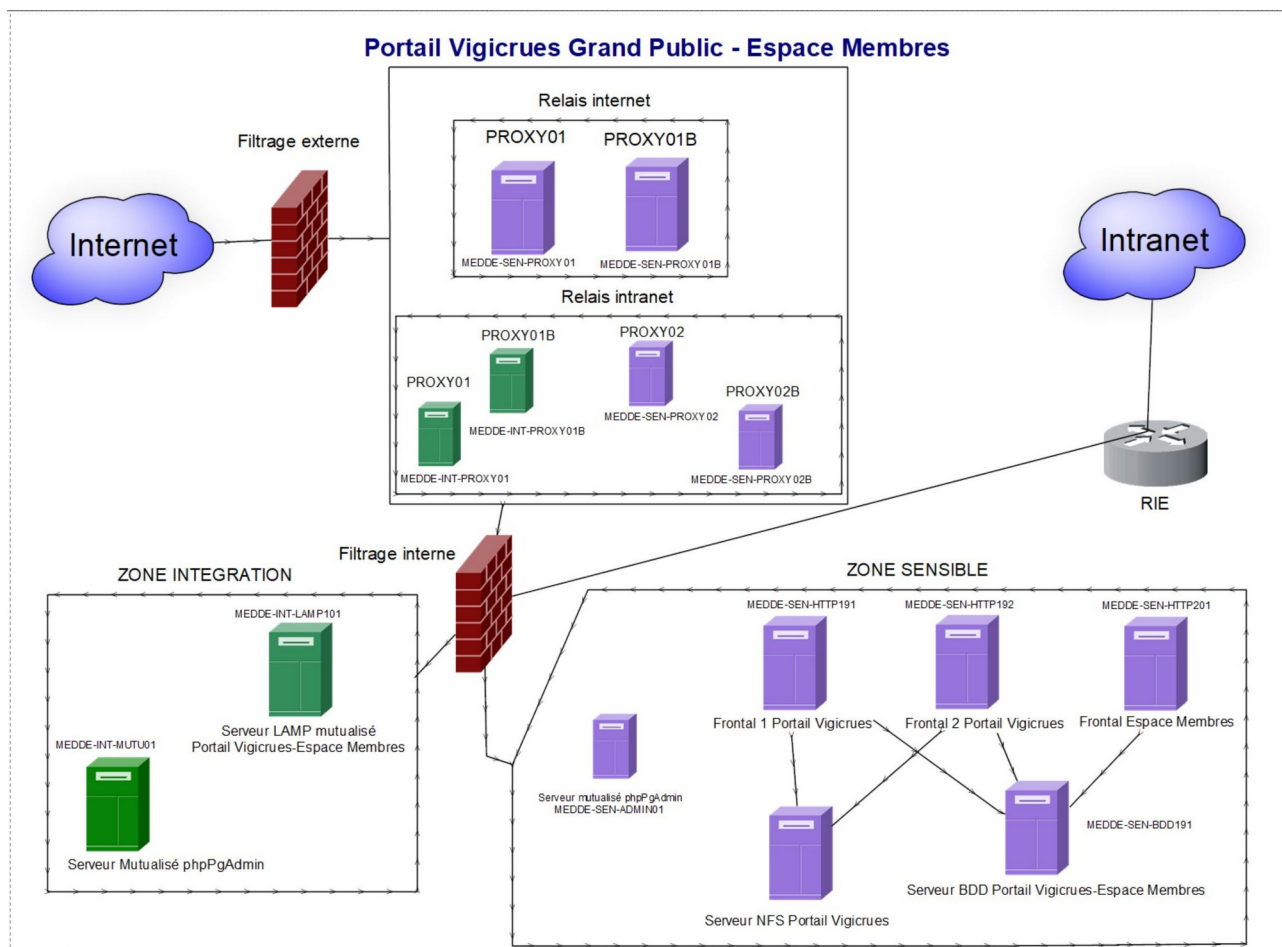 Portail Vigicrues Grand Public - Espace Membres
Relais internet
Filtrage externe
PROXY01
PROXY01B
Internet
MEDDE-SEN-PROXY01
MEDDE-SEN-PROXY01B
Intranet
Relais intranet
PROXY01B
PROXY02
PROXY01
PROXY02B
MEDDE-SEN-PROXY02
MEDDE-INT-PROXY01B
MEDDE-INT-PROXY01
MEDDE-SEN-PROXY02B
RIE
Filtrage interne
ZONE INTEGRATION
MEDDE-INT-LAMP101
Serveur LAMP mutualisé
Portail Vigicrues-Espace Membres
MEDDE-INT-MUTU01
Serveur Mutualisé phpPgAdmin
ZONE SENSIBLE
MEDDE-SEN-HTTP191
MEDDE-SEN-HTTP192
MEDDE-SEN-HTTP201
Frontal 1 Portail Vigicrues
Frontal 2 Portail Vigicrues
Frontal Espace Membres
Serveur mutualisé phpPgAdmin
MEDDE-SEN-ADMIN01
MEDDE-SEN-BDD191
Serveur BDD Portail Vigicrues-Espace Membres
Serveur NFS Portail Vigicrues